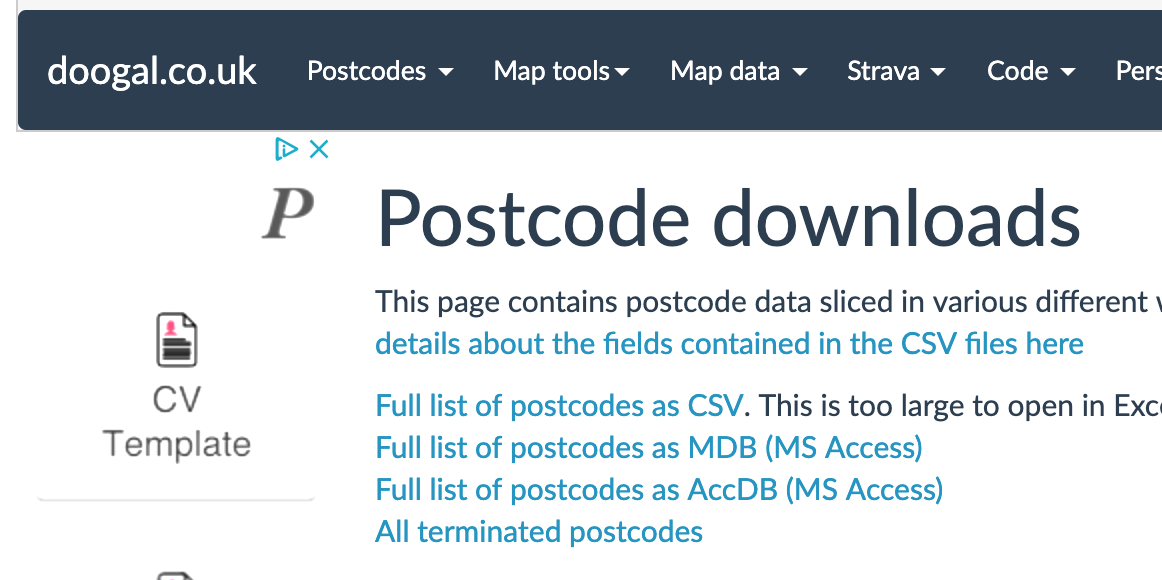 doogal.co.uk Postcodes Map tools Map data Strava Code Pers
P
Postcode downloads
This page contains postcode data sliced in various different
details about the fields contained in the CSV files here
CV
Template
Full list of postcodes as CSV. This is too large to open in Exce
Full list of postcodes as MDB (MS Access)
Full list of postcodes as AccDB (MS Access)
All terminated postcodes